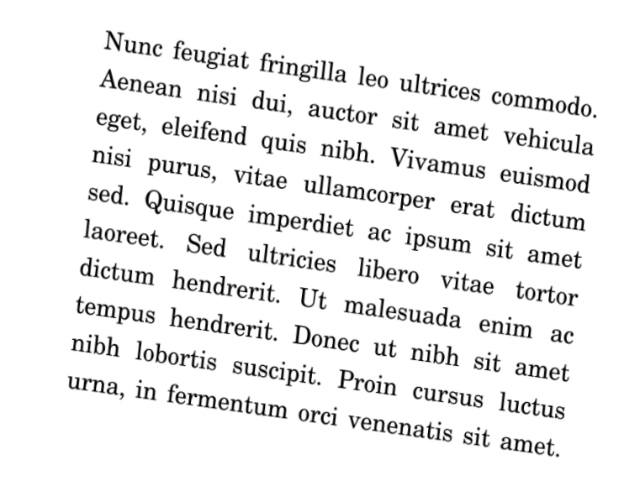 Nunc feugiat fringilla leo ultrices commodo.
Aenean nisi dui, auctor sit amet vehicula
eget, eleifend quis nibh. Vivamus euismod
nisi purus, vitae ullamcorper erat dictum
sed. Quisque imperdiet ac ipsum sit amet
laoreet. Sed ultricies libero vitae tortor
dictum hendrerit. Ut malesuada enim ac
tempus hendrerit. Donec ut nibh sit amet
nibh lobortis suscipit. Proin cursus luctus
urna, in fermentum orci venenatis sit amet.